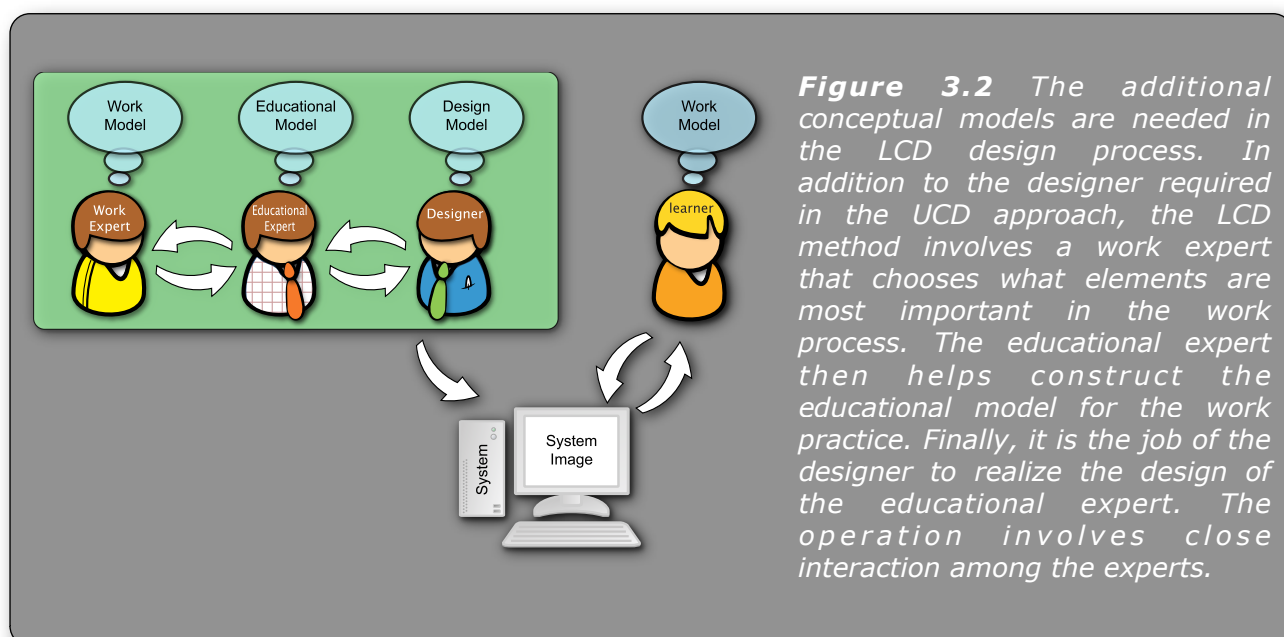 Work
Model
Educational
Model
Design
Model
Work
Model
Work
Expert
Educational
Expert
Designer
learner
System
System
Image
Figure 3.2 The additional
conceptual models are needed in
the LCD design process. In
addition to the designer required
in the UCD approach, the LCD
method involves a work expert
that chooses what elements are
most important in the work
process. The educational expert
then helps construct the
educational model for the work
practice. Finally, it is the job of the
designer to realize the design of
the educational expert. The
operation involves close
interaction among the experts.